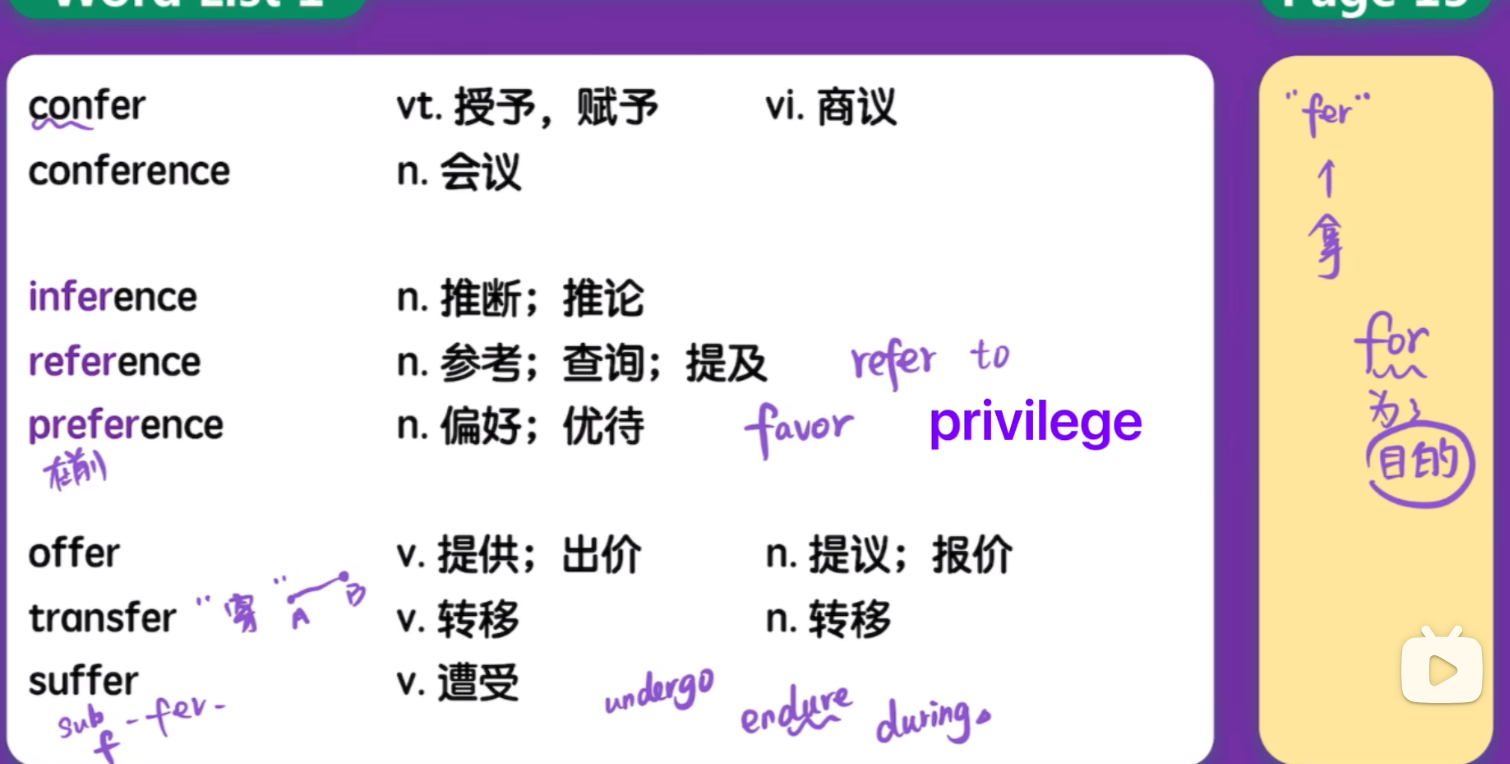 Word List 1
Page 15
confer vt. 授予，赋予 vi. 商议
conference n. 会议
inference n. 推断；推论
reference n. 参考；查询；提及 refer to
preference n. 偏好；优待 favor privilege
在前
offer v. 提供；出价 n. 提议；报价
transfer v. 转移 n. 转移
A B
suffer v. 遭受 undergo endure during
sub -fer-
f
"fer"
↑
拿
for
为了
目的